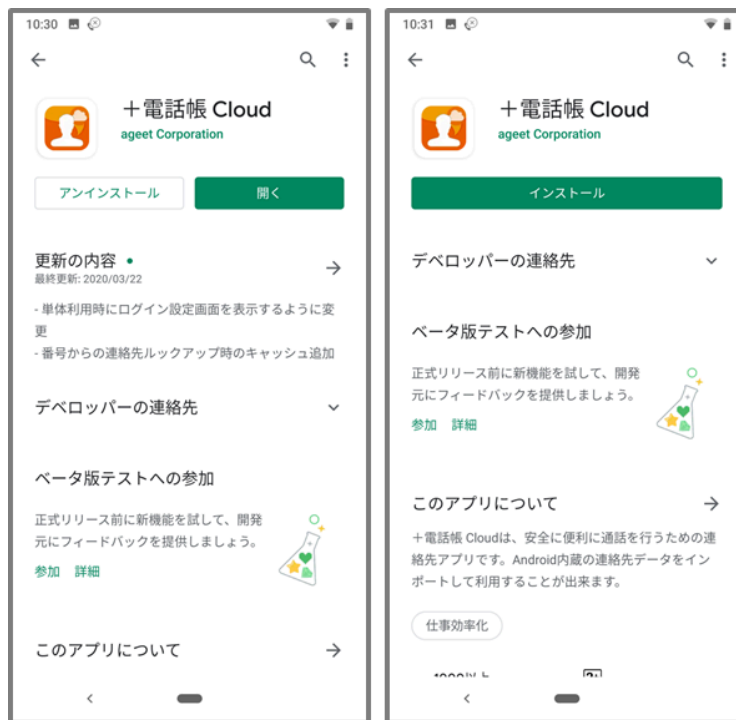 10:30
＋電話帳 Cloud
ageet Corporation
アンインストール
開く
更新の内容
最終更新: 2020/03/22
- 単体利用時にログイン設定画面を表示するように変
更
- 番号からの連絡先ルックアップ時のキャッシュ追加
デベロッパーの連絡先
ベータ版テストへの参加
正式リリース前に新機能を試して、開発
元にフィードバックを提供しましょう。
参加 詳細
このアプリについて
10:31
＋電話帳 Cloud
ageet Corporation
インストール
デベロッパーの連絡先
ベータ版テストへの参加
正式リリース前に新機能を試して、開発
元にフィードバックを提供しましょう。
参加 詳細
このアプリについて
＋電話帳 Cloudは、安全に便利に通話を行うための連
絡先アプリです。Android内蔵の連絡先データをイン
ポートして利用することが出来ます。
仕事効率化